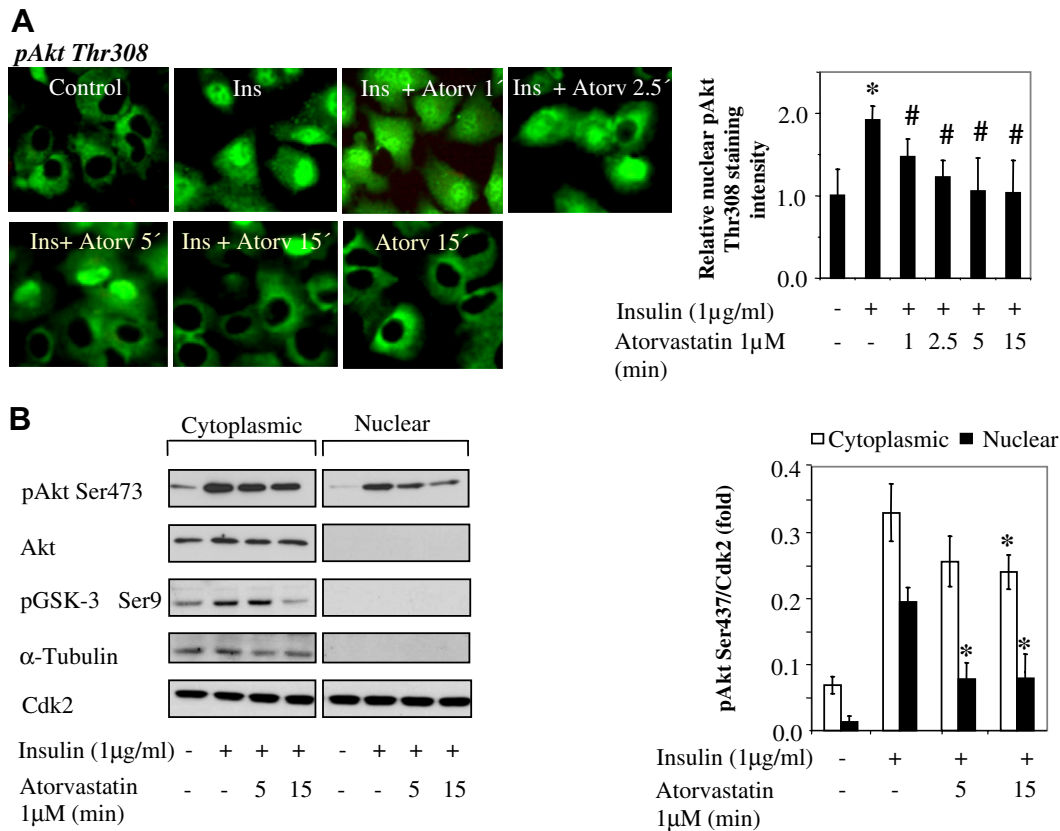 A
pAkt Thr308
Control
Ins
Ins + Atorv 1´
Ins + Atorv 2.5´
Ins+ Atorv 5´
Ins + Atorv 15´
Atorv 15´
Relative nuclear pAkt
Thr308 staining
intensity
2.0
1.0
0.0
*
#
#
#
#
Insulin (1µg/ml) - + + + + +
Atorvastatin 1µM - - 1 2.5 5 15
(min)
B
Cytoplasmic Nuclear
pAkt Ser473
Akt
pGSK-3 Ser9
α-Tubulin
Cdk2
Insulin (1µg/ml) - + + + - + + +
Atorvastatin - - 5 15 - - 5 15
1µM (min)
Cytoplasmic Nuclear
pAkt Ser437/Cdk2 (fold)
0.4
0.3
0.2
0.1
0.0
*
*
*
Insulin (1µg/ml) - + + +
Atorvastatin - - 5 15
1µM (min)